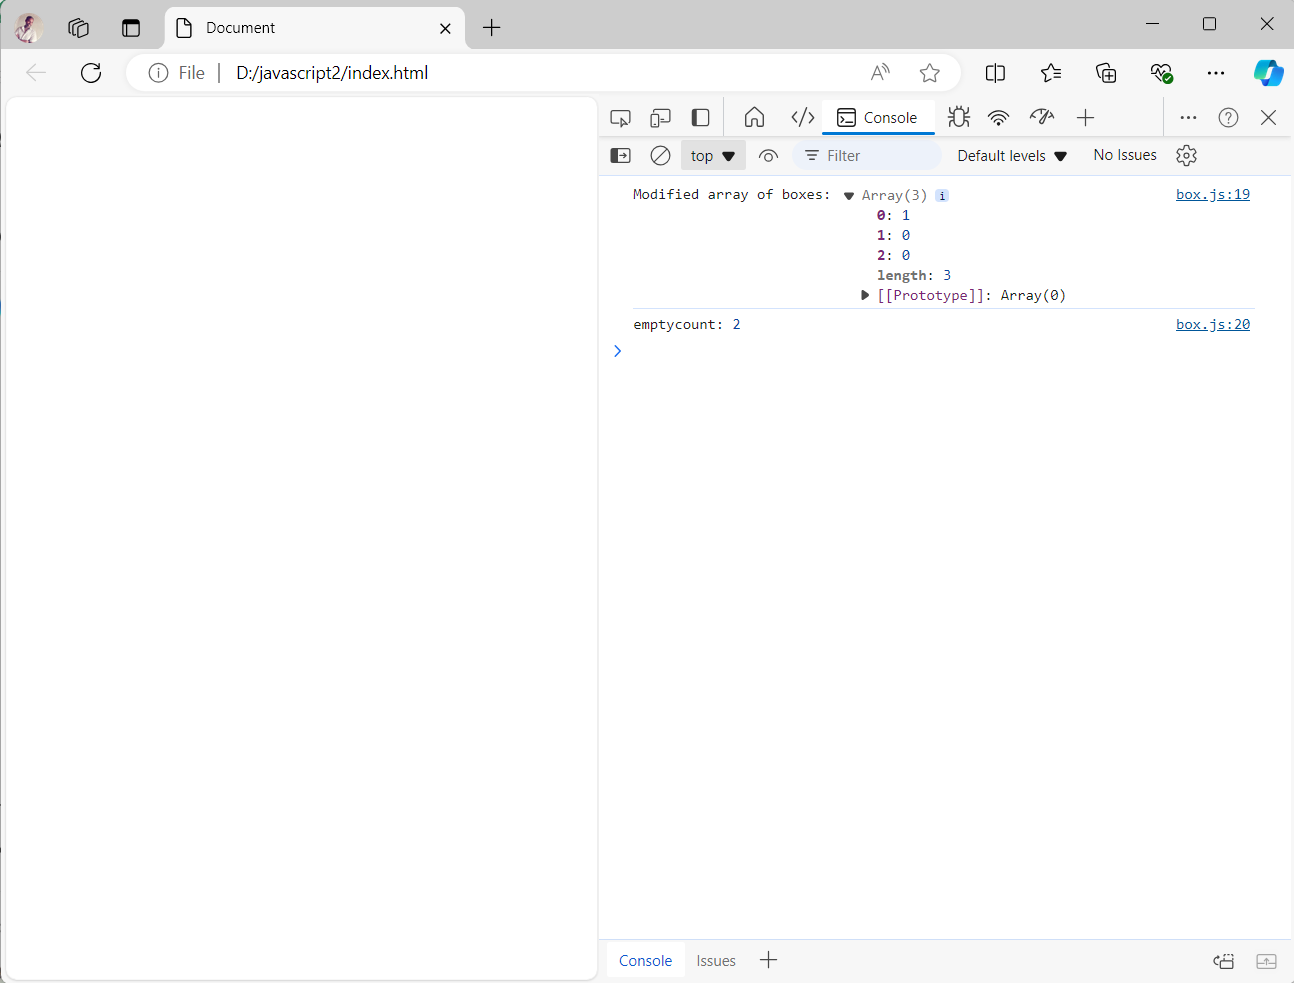 Document
File D:/javascript2/index.html
Console
top Filter Default levels No Issues
Modified array of boxes: Array(3) i box.js:19
0: 1
1: 0
2: 0
length: 3
[[Prototype]]: Array(0)
emptycount: 2 box.js:20
Console Issues